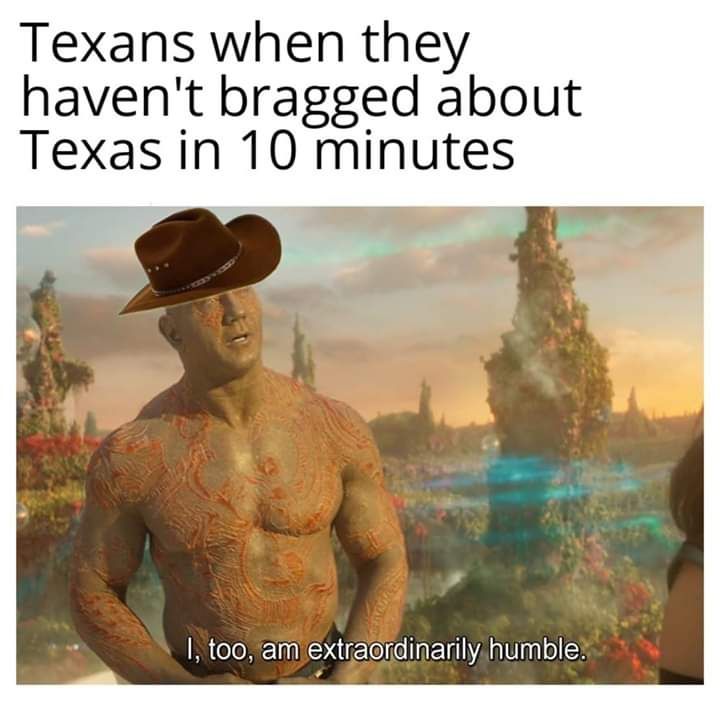 Texans when they
haven't bragged about
Texas in 10 minutes
I, too, am extraordinarily humble.